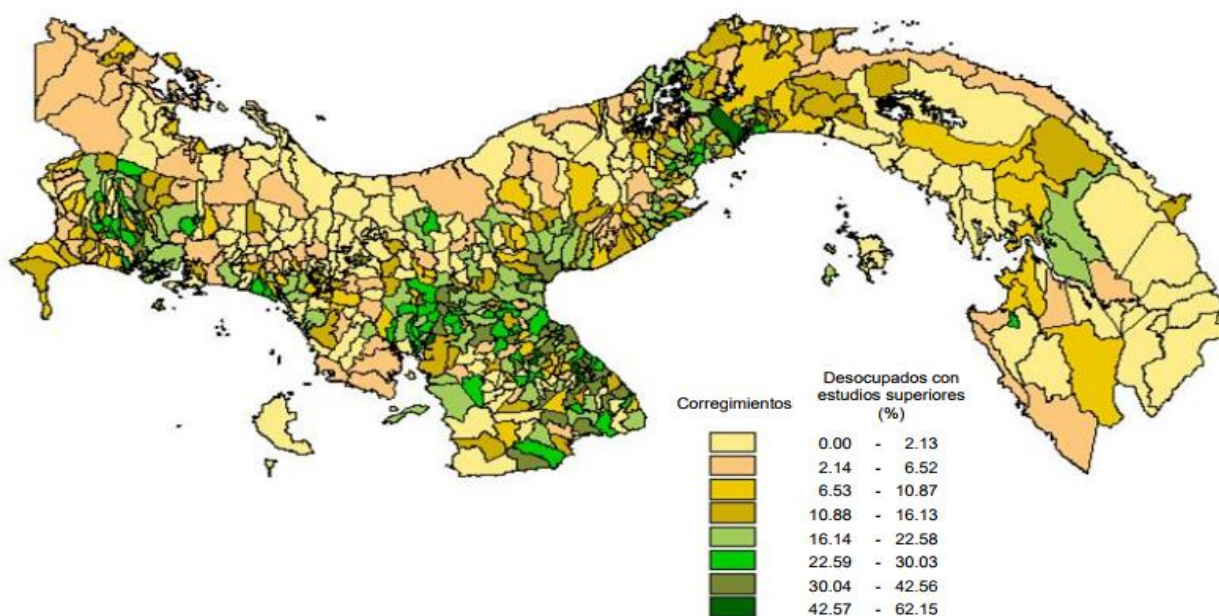 Desocupados con
Corregimientos estudios superiores
(%)
0.00 - 2.13
2.14 - 6.52
6.53 - 10.87
10.88 - 16.13
16.14 - 22.58
22.59 - 30.03
30.04 - 42.56
42.57 - 62.15